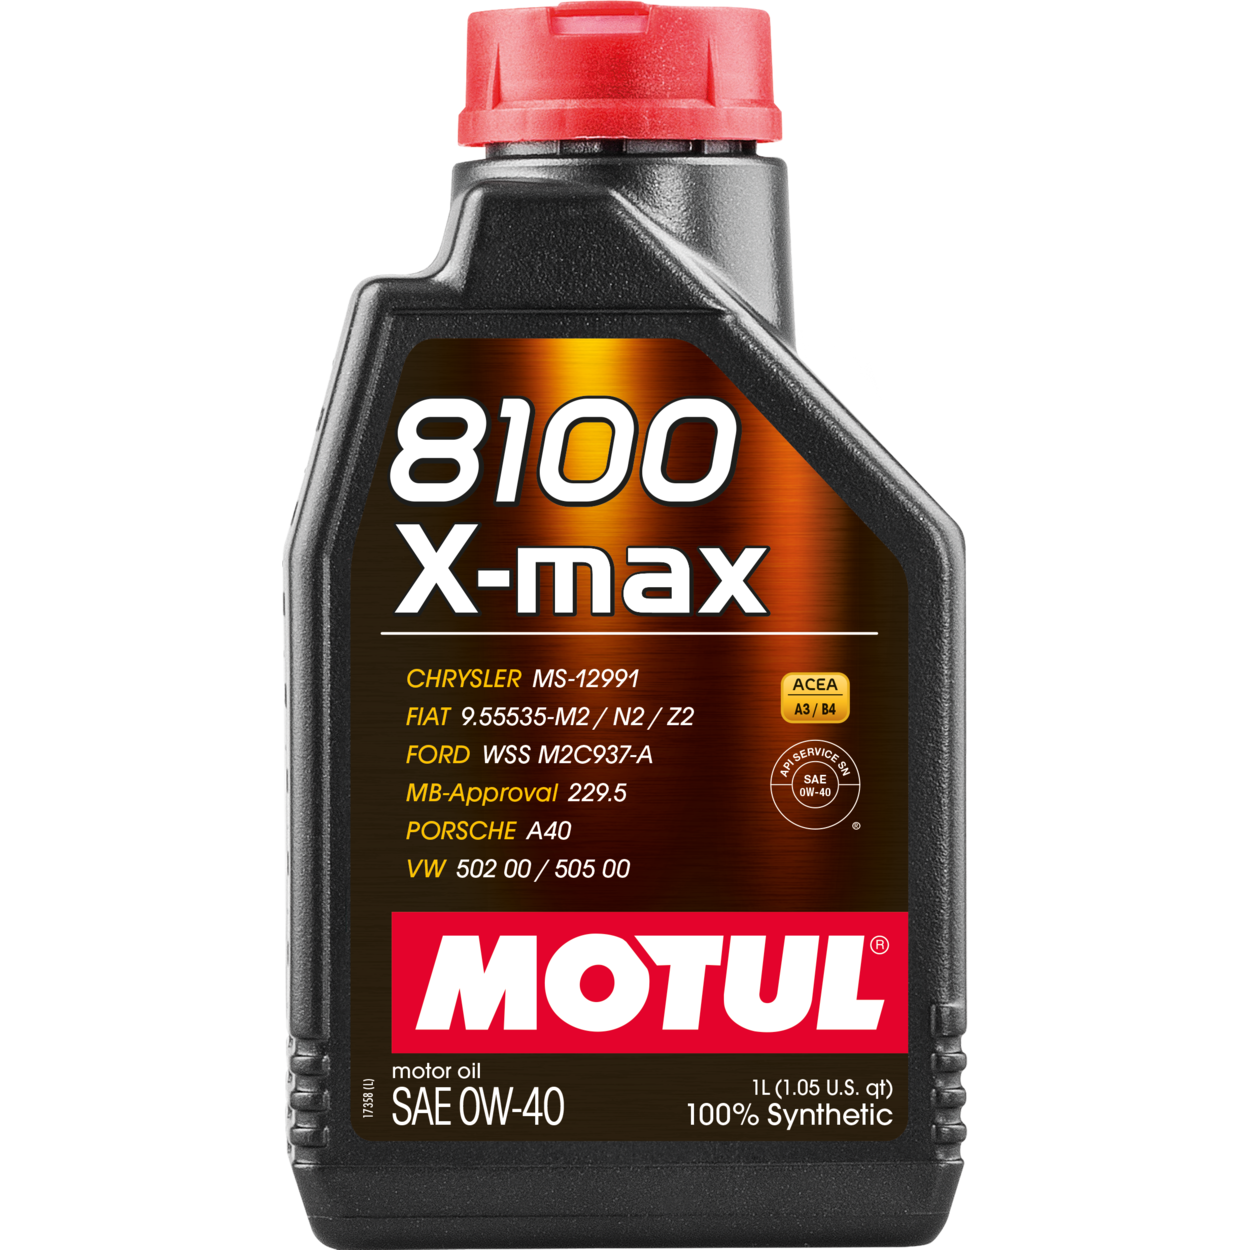 8100
X-max
CHRYSLER MS-12991
FIAT 9.55535-M2 / N2 / Z2
FORD WSS M2C937-A
MB-Approval 229.5
PORSCHE A40
VW 502 00 / 505 00
ACEA
A3 / B4
API SERVICE SN
SAE
0W-40
®
MOTUL®
motor oil
SAE 0W-40
1L (1.05 U.S. qt)
100% Synthetic
17358 (L)